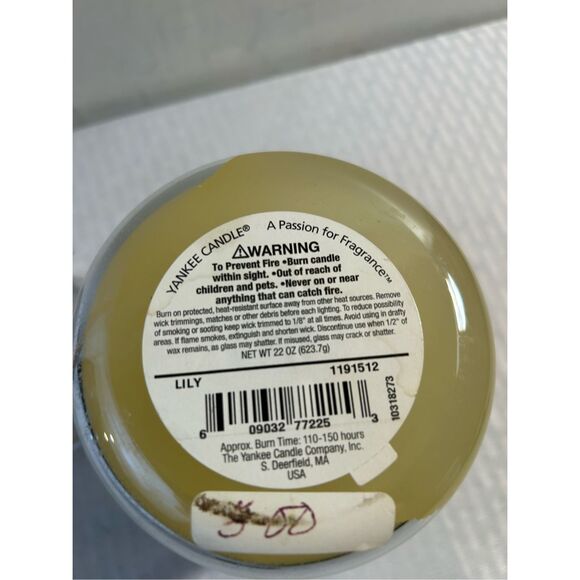 YANKEE CANDLE® A Passion for Fragrance™
⚠WARNING
To Prevent Fire •Burn candle
within sight. •Out of reach of
children and pets. •Never on or near
anything that can catch fire.
Burn on protected, heat-resistant surface away from other heat sources. Remove
wick trimmings, matches or other debris before each lighting. To reduce possibility
of smoking or sooting keep wick trimmed to 1/8" at all times. Avoid using in drafty
area. If flame smokes, extinguish and shorten wick. Discontinue use when 1/2" of
wax remains, as glass may shatter. If misused, glass may crack or shatter.
NET WT 22 OZ (623.7g)
LILY 1191512
6 09032 77225 3
10318273
Approx. Burn Time: 110-150 hours
The Yankee Candle Company, Inc.
S. Deerfield, MA
USA